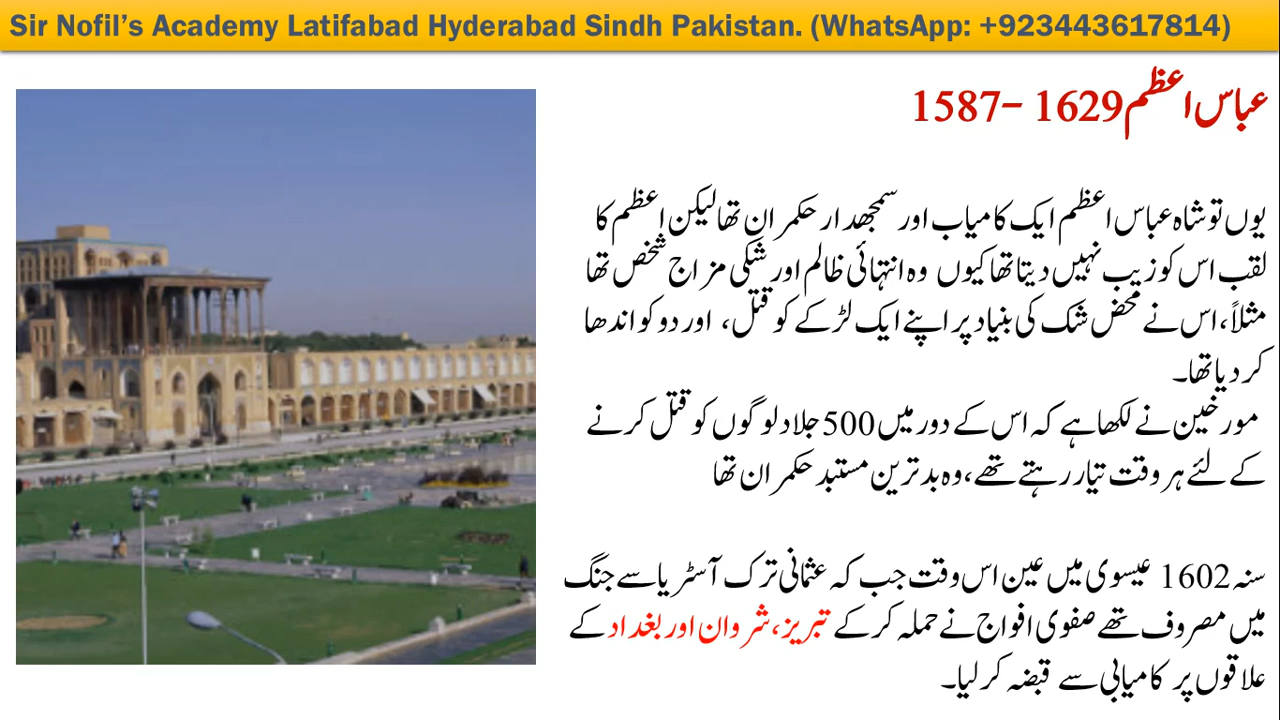 Sir Nofil’s Academy Latifabad Hyderabad Sindh Pakistan. (WhatsApp: +923443617814)
عباس اعظم 1629 – 1587
یوں تو شاہ عباس اعظم ایک کامیاب اور سمجھدار حکمران تھا لیکن اعظم کا
لقب اس کو زیب نہیں دیتا تھا کیوں وہ انتہائی ظالم اور شکی مزاج شخص تھا
مثلاً، اس نے محض شک کی بنیاد پر اپنے ایک لڑکے کو قتل، اور دو کو اندھا
کر دیا تھا۔
مورخین نے لکھا ہے کہ اس کے دور میں 500 جلاد لوگوں کو قتل کرنے
کے لئے ہر وقت تیار رہتے تھے، وہ بدترین مستبد حکمران تھا
سنہ 1602 عیسوی میں عین اس وقت جب کہ عثمانی ترک آسٹریا سے جنگ
میں مصروف تھے صفوی افواج نے حملہ کر کے تبریز، شروان اور بغداد کے
علاقوں پر کامیابی سے قبضہ کر لیا۔